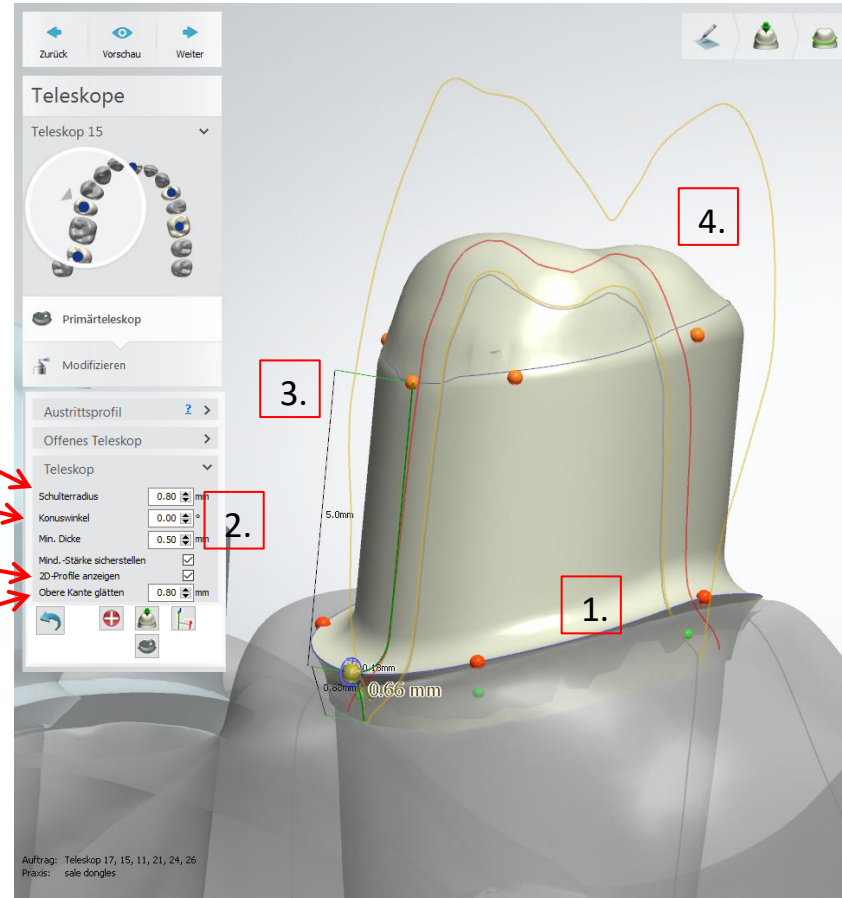 Zurück Vorschau Weiter
Teleskope
Teleskop 15
Primärteleskop
Modifizieren
Austrittsprofil ? >
Offenes Teleskop >
Teleskop
Schulterradius 0.80 mm
Konuswinkel 0.00 °
Min. Dicke 0.50 mm
Mind.-Stärke sicherstellen
2D-Profile anzeigen
Obere Kante glätten 0.80 mm
2.
4.
3.
5.0mm
1.
0.18mm
0.66 mm
Auftrag: Teleskop 17, 15, 11, 21, 24, 26
Praxis: sale dongles